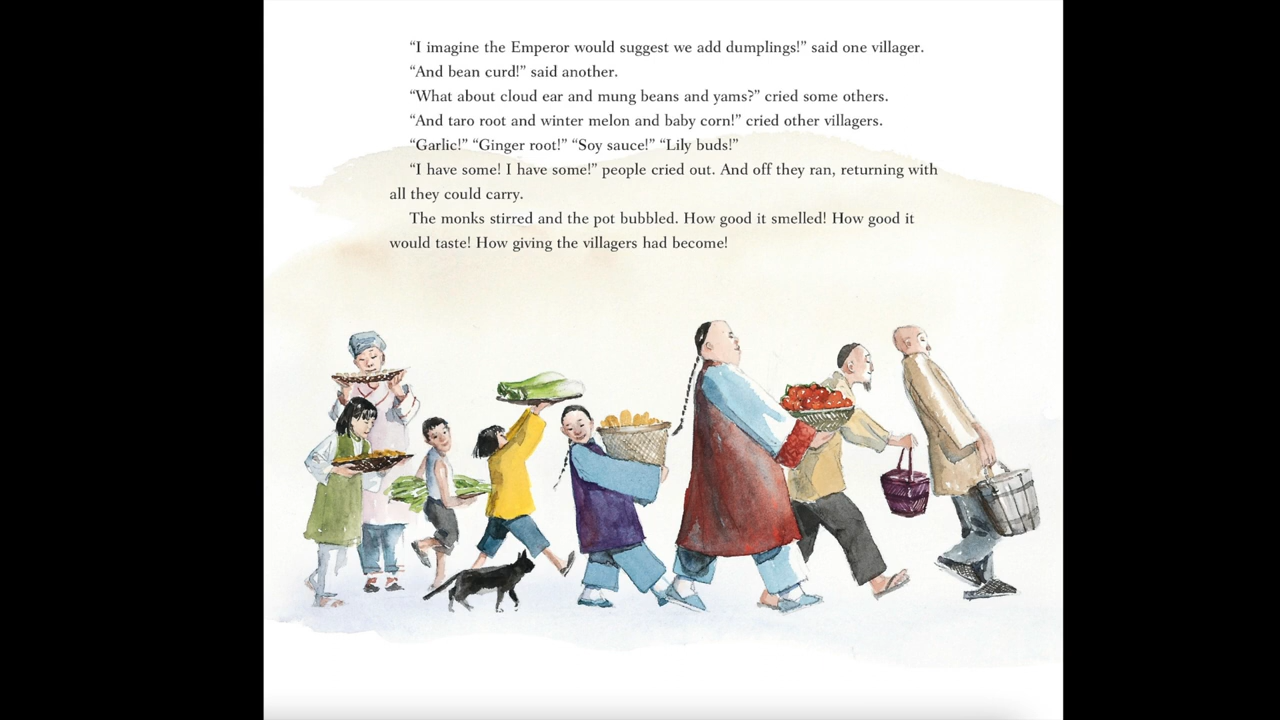 “I imagine the Emperor would suggest we add dumplings!” said one villager.
“And bean curd!” said another.
“What about cloud ear and mung beans and yams?” cried some others.
“And taro root and winter melon and baby corn!” cried other villagers.
“Garlic!” “Ginger root!” “Soy sauce!” “Lily buds!”
“I have some! I have some!” people cried out. And off they ran, returning with
all they could carry.
The monks stirred and the pot bubbled. How good it smelled! How good it
would taste! How giving the villagers had become!